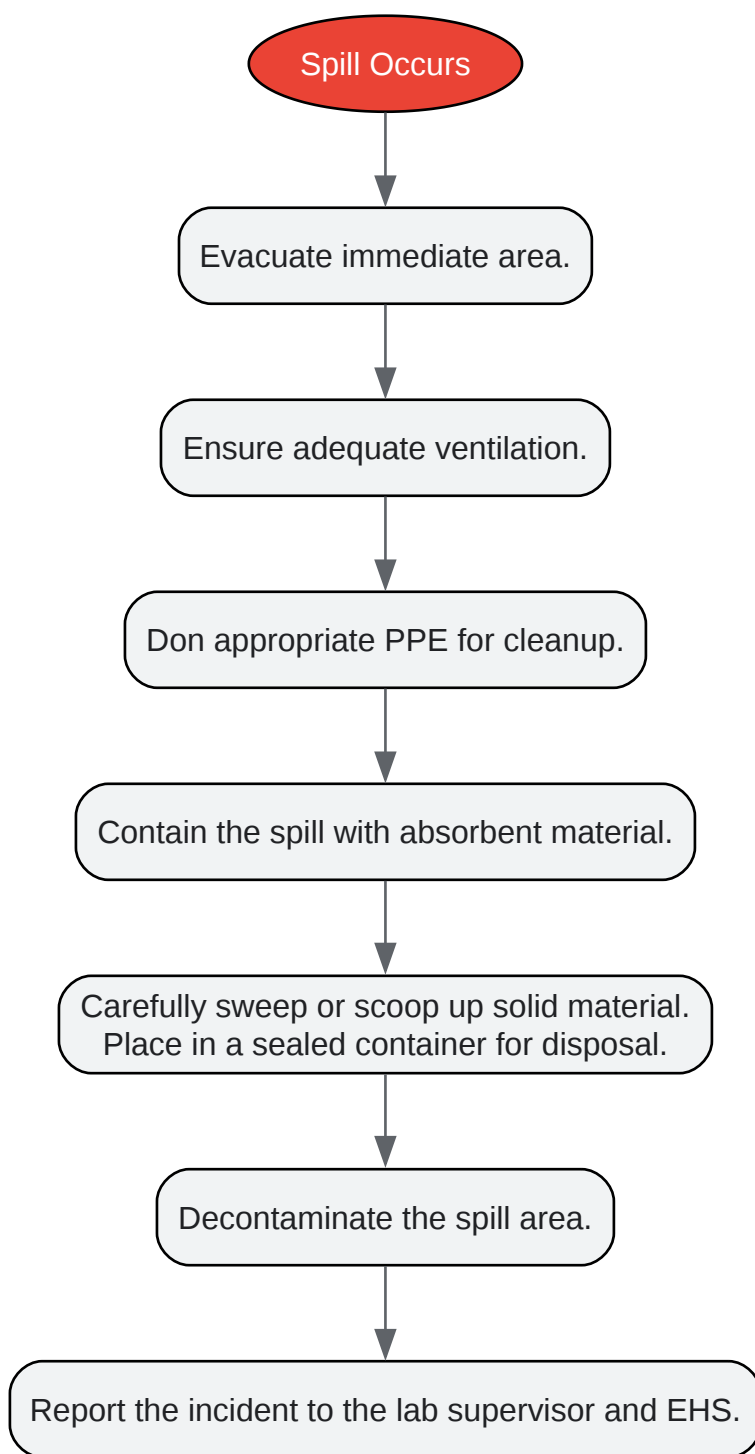 Spill Occurs
Evacuate immediate area.
Ensure adequate ventilation.
Don appropriate PPE for cleanup.
Contain the spill with absorbent material.
Carefully sweep or scoop up solid material.
Place in a sealed container for disposal.
Decontaminate the spill area.
Report the incident to the lab supervisor and EHS.